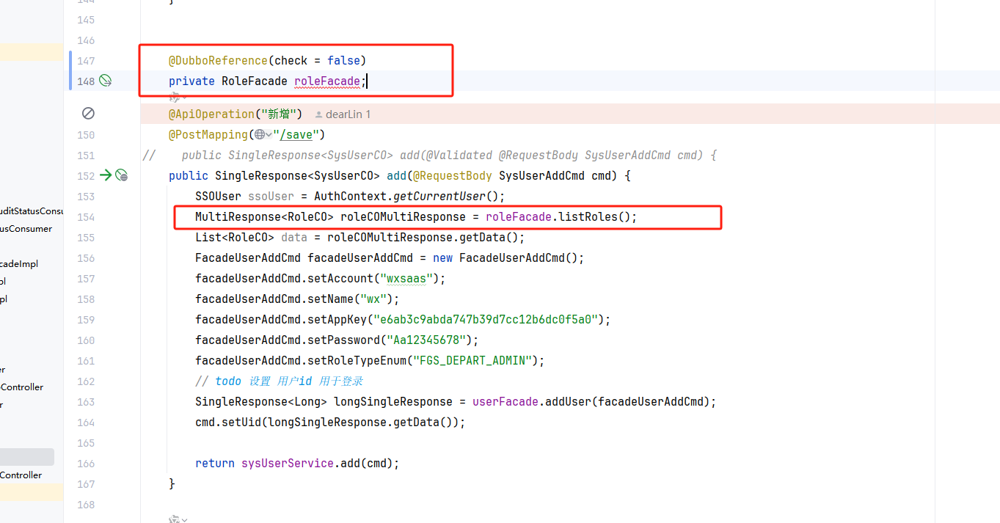 144
}
145
146
147 @DubboReference(check = false)
148 private RoleFacade roleFacade;
@ApiOperation("新增") dearLin 1
150 @PostMapping("/save")
151 // public SingleResponse<SysUserCO> add(@Validated @RequestBody SysUserAddCmd cmd) {
152 public SingleResponse<SysUserCO> add(@RequestBody SysUserAddCmd cmd) {
153 SSOUser ssoUser = AuthContext.getCurrentUser();
uditStatusConsu
154 MultiResponse<RoleCO> roleCOMultiResponse = roleFacade.listRoles();
usConsumer
155 List<RoleCO> data = roleCOMultiResponse.getData();
156 FacadeUserAddCmd facadeUserAddCmd = new FacadeUserAddCmd();
cadeImpl
157 facadeUserAddCmd.setAccount("wxsaas");
pl
158 facadeUserAddCmd.setName("wx");
pl
159 facadeUserAddCmd.setAppKey("e6ab3c9abda747b39d7cc12b6dc0f5a0");
160 facadeUserAddCmd.setPassword("Aa12345678");
161 facadeUserAddCmd.setRoleTypeEnum("FGS_DEPART_ADMIN");
er
162 // todo 设置 用户id 用于登录
Controller
163 SingleResponse<Long> longSingleResponse = userFacade.addUser(facadeUserAddCmd);
r
164 cmd.setUid(longSingleResponse.getData());
165
166 return sysUserService.add(cmd);
Controller
167 }
168